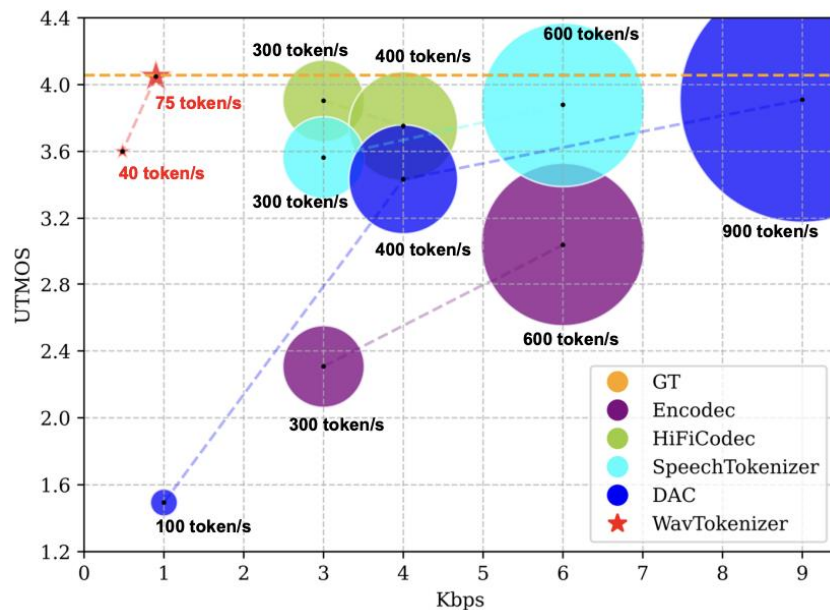 4.4
4.0
3.6
3.2
2.8
2.4
2.0
1.6
1.2
UTMOS
0 1 2 3 4 5 6 7 8 9
Kbps
75 token/s
40 token/s
300 token/s
400 token/s
600 token/s
300 token/s
400 token/s
900 token/s
600 token/s
300 token/s
100 token/s
GT
Encodec
HiFiCodec
SpeechTokenizer
DAC
WavTokenizer